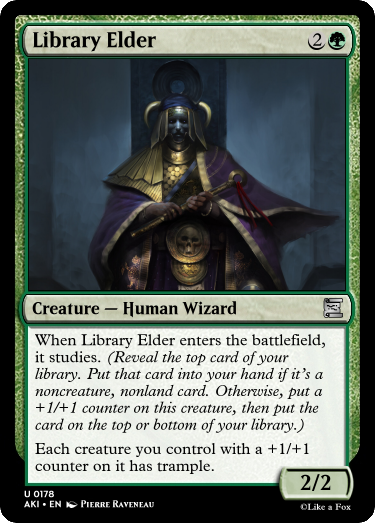 Library Elder 2
Creature — Human Wizard
When Library Elder enters the battlefield,
it studies. (Reveal the top card of your
library. Put that card into your hand if it's a
noncreature, nonland card. Otherwise, put a
+1/+1 counter on this creature, then put the
card on the top or bottom of your library.)
Each creature you control with a +1/+1
counter on it has trample.
2/2
U 0178
AKI • EN Pierre Raveneau
©Like a Fox